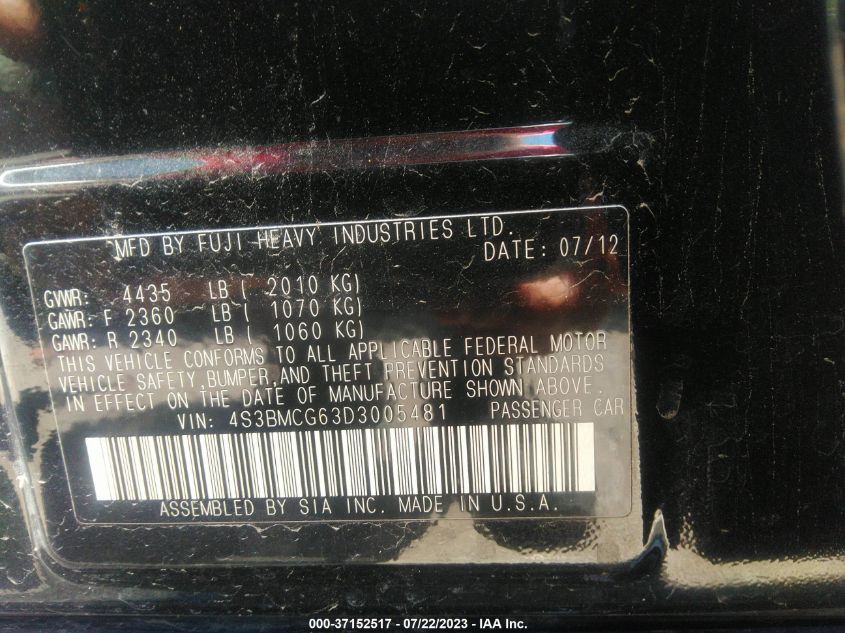 MFD BY FUJI HEAVY INDUSTRIES LTD.
DATE: 07/12
GVWR: 4435 LB ( 2010 KG)
GAWR: F 2360 LB ( 1070 KG)
GAWR: R 2340 LB ( 1060 KG)
THIS VEHICLE CONFORMS TO ALL APPLICABLE FEDERAL MOTOR
VEHICLE SAFETY,BUMPER,AND THEFT PREVENTION STANDARDS
IN EFFECT ON THE DATE OF MANUFACTURE SHOWN ABOVE.
VIN: 4S3BMCG63D3005481 PASSENGER CAR
ASSEMBLED BY SIA INC. MADE IN U.S.A.
000-37152517 - 07/22/2023 - IAA Inc.